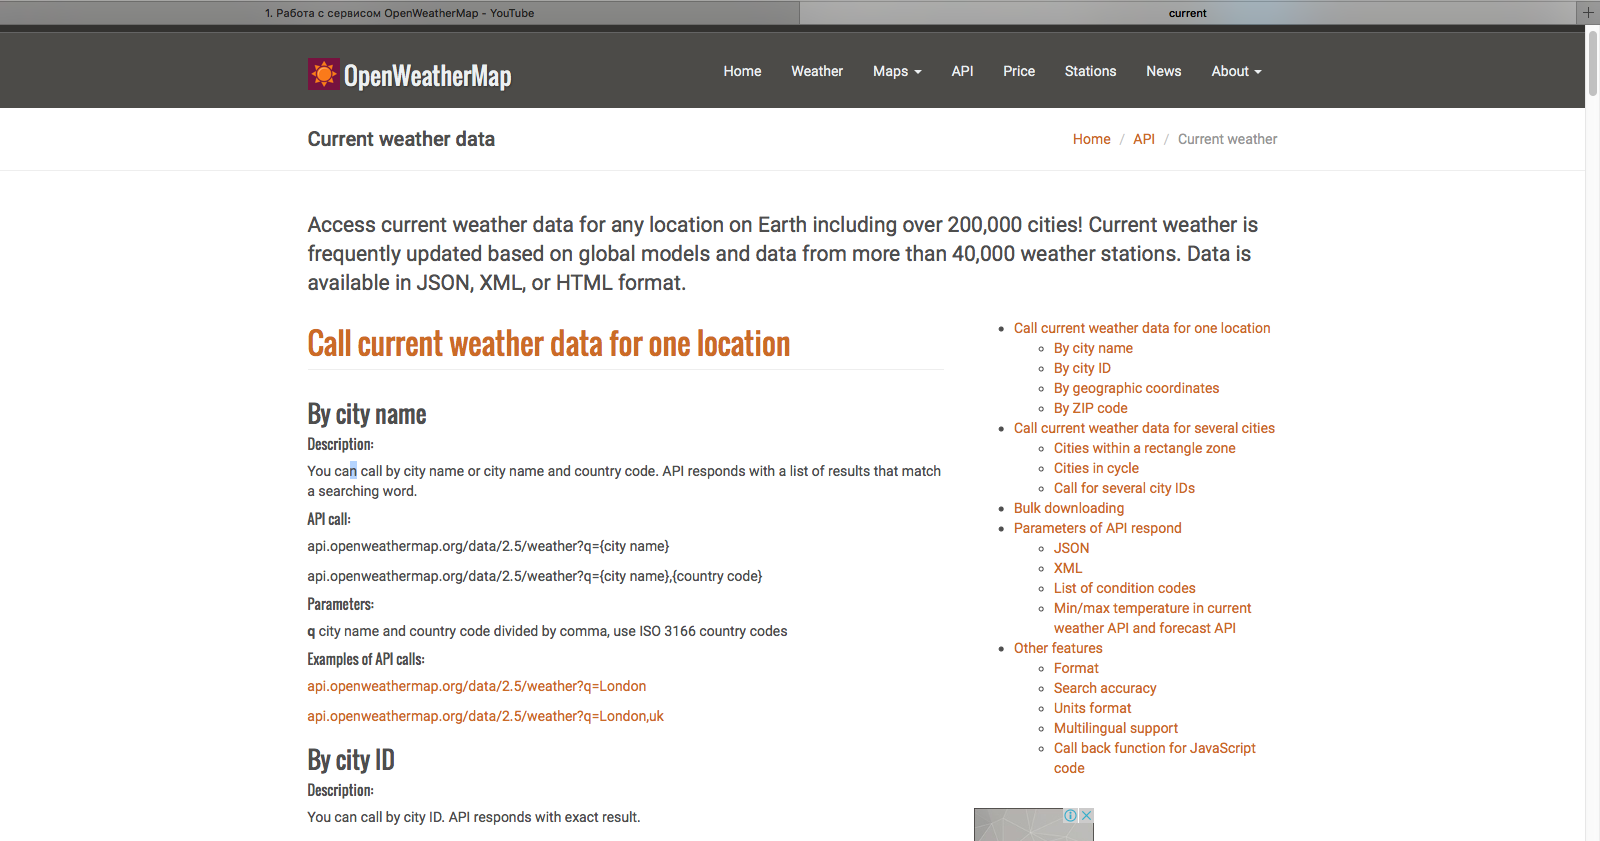 1. Работа с сервисом OpenWeatherMap - YouTube
current
+
OpenWeatherMap
Home
Weather
Maps
API
Price
Stations
News
About
Current weather data
Home / API / Current weather
Access current weather data for any location on Earth including over 200,000 cities! Current weather is
frequently updated based on global models and data from more than 40,000 weather stations. Data is
available in JSON, XML, or HTML format.
Call current weather data for one location
By city name
Description:
You can call by city name or city name and country code. API responds with a list of results that match
a searching word.
API call:
api.openweathermap.org/data/2.5/weather?q={city name}
api.openweathermap.org/data/2.5/weather?q={city name},{country code}
Parameters:
q city name and country code divided by comma, use ISO 3166 country codes
Examples of API calls:
api.openweathermap.org/data/2.5/weather?q=London
api.openweathermap.org/data/2.5/weather?q=London,uk
By city ID
Description:
You can call by city ID. API responds with exact result.
Call current weather data for one location
By city name
By city ID
By geographic coordinates
By ZIP code
Call current weather data for several cities
Cities within a rectangle zone
Cities in cycle
Call for several city IDs
Bulk downloading
Parameters of API respond
JSON
XML
List of condition codes
Min/max temperature in current
weather API and forecast API
Other features
Format
Search accuracy
Units format
Multilingual support
Call back function for JavaScript
code